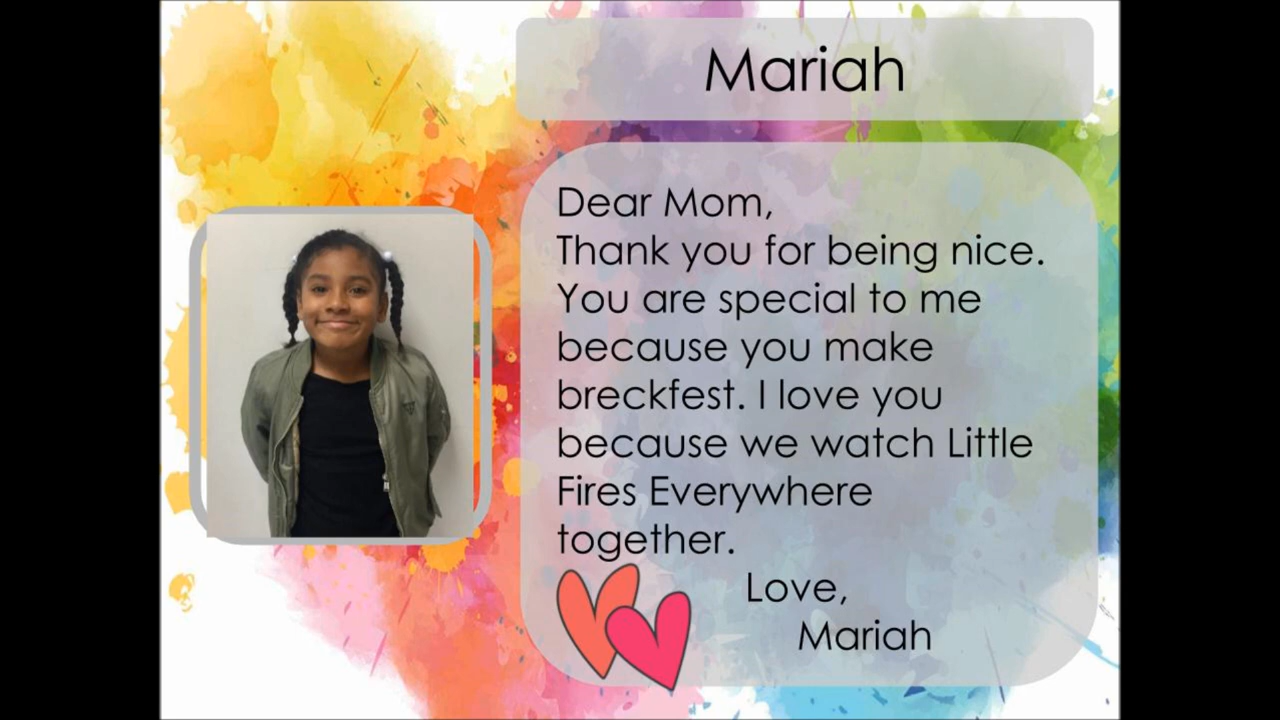 Mariah
Dear Mom,
Thank you for being nice.
You are special to me
because you make
breckfest. I love you
because we watch Little
Fires Everywhere
together.
Love,
Mariah